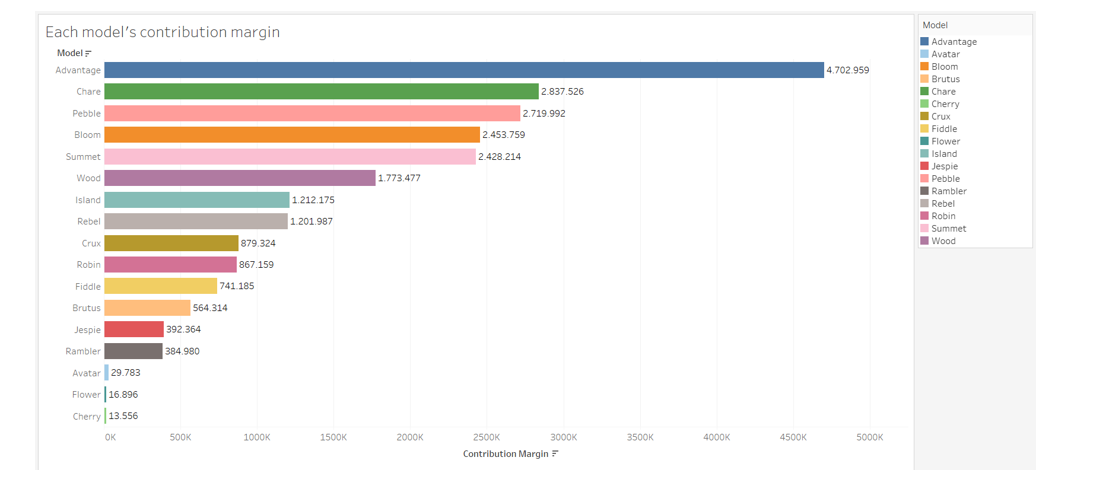 Each model's contribution margin
Model
Advantage 4.702.959
Chare 2.837.526
Pebble 2.719.992
Bloom 2.453.759
Summet 2.428.214
Wood 1.773.477
Island 1.212.175
Rebel 1.201.987
Crux 879.324
Robin 867.159
Fiddle 741.185
Brutus 564.314
Jespie 392.364
Rambler 384.980
Avatar 29.783
Flower 16.896
Cherry 13.556
0K 500K 1000K 1500K 2000K 2500K 3000K 3500K 4000K 4500K 5000K
Contribution Margin
Model
Advantage
Avatar
Bloom
Brutus
Chare
Cherry
Crux
Fiddle
Flower
Island
Jespie
Pebble
Rambler
Rebel
Robin
Summet
Wood